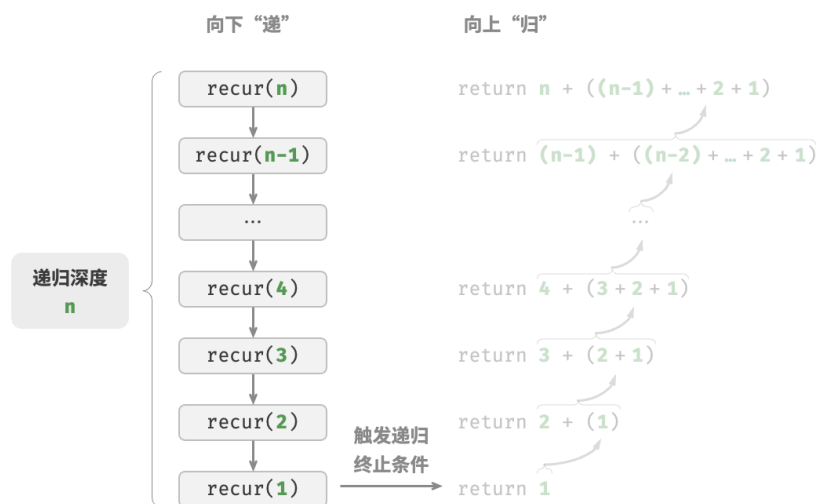 向下“递”
向上“归”
recur(n)
return n + ((n-1) + … + 2 + 1)
recur(n-1)
return (n-1) + ((n-2) + … + 2 + 1)
…
…
递归深度
n
recur(4)
return 4 + (3 + 2 + 1)
recur(3)
return 3 + (2 + 1)
recur(2)
return 2 + (1)
触发递归
终止条件
recur(1)
return 1